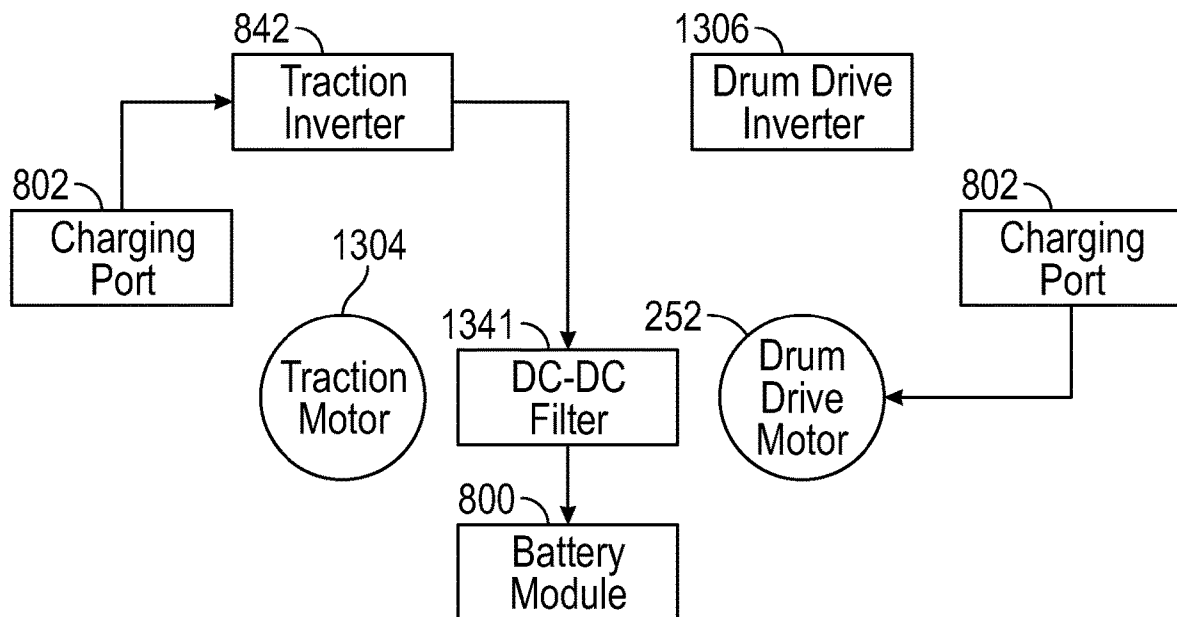 842
Traction
Inverter
1306
Drum Drive
Inverter
802
Charging
Port
802
Charging
Port
1304
Traction
Motor
1341
DC-DC
Filter
252
Drum
Drive
Motor
800
Battery
Module